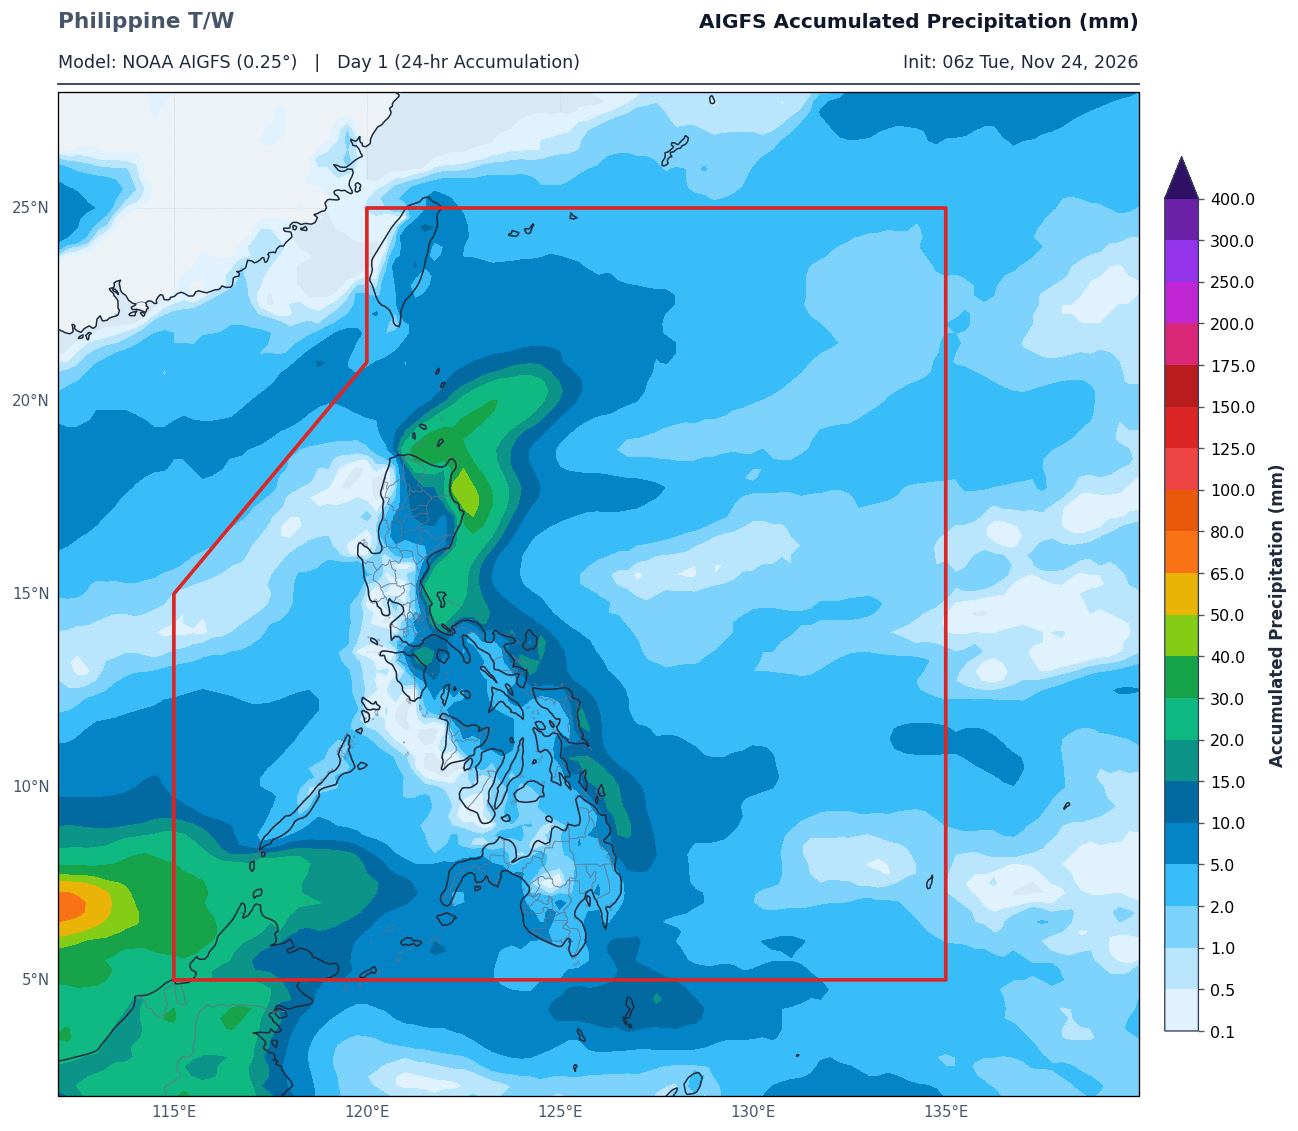 Philippine T/W
AIGFS Accumulated Precipitation (mm)
Model: NOAA AIGFS (0.25°)   |   Day 1 (24-hr Accumulation)
Init: 06z Tue, Nov 24, 2026
25°N
20°N
15°N
10°N
5°N
115°E
120°E
125°E
130°E
135°E
400.0
300.0
250.0
200.0
175.0
150.0
125.0
100.0
80.0
65.0
50.0
40.0
30.0
20.0
15.0
10.0
5.0
2.0
1.0
0.5
0.1
Accumulated Precipitation (mm)